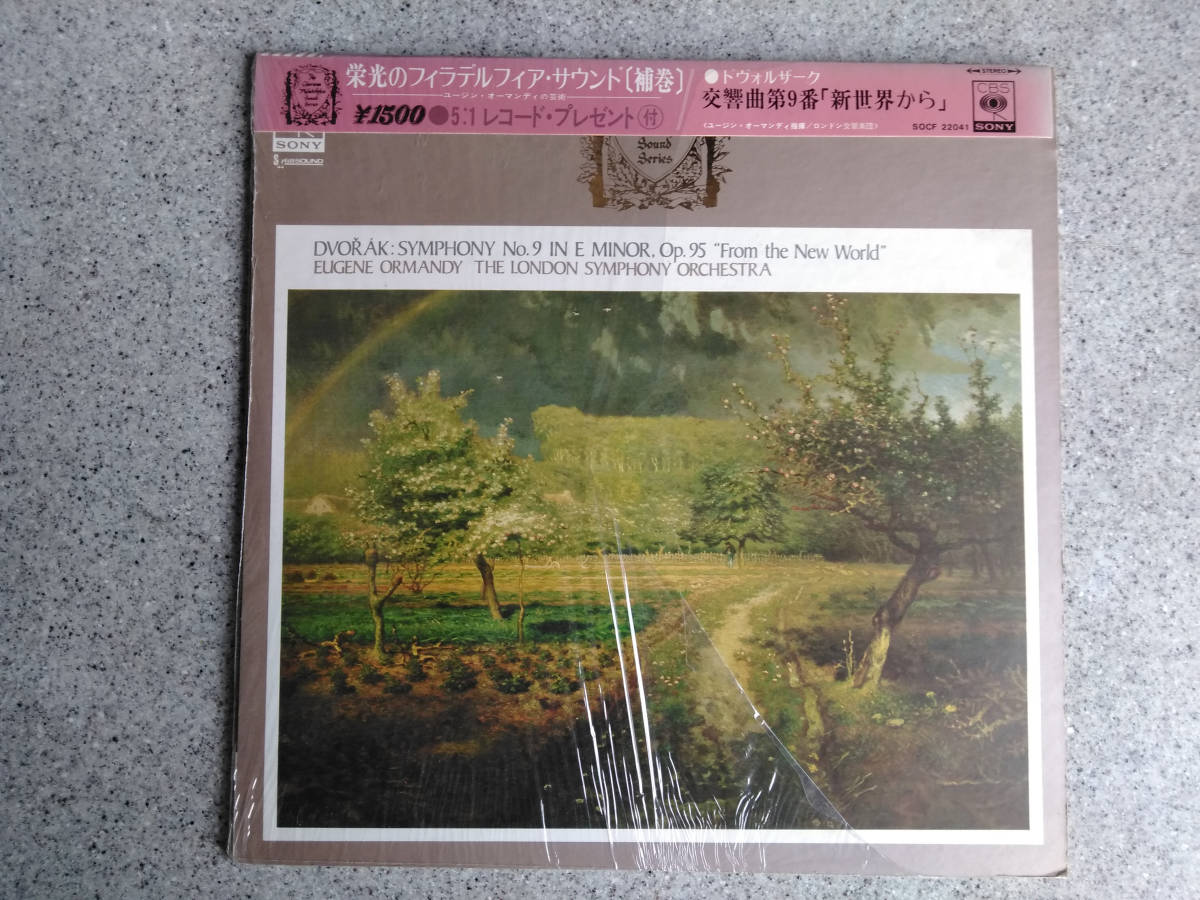 栄光のフィラデルフィア・サウンド〔補巻〕
ユージン・オーマンディの芸術
¥1500 ●5:1 レコード・プレゼント 付
●ドヴォルザーク
交響曲第9番「新世界から」
《ユージン・オーマンディ指揮/ロンドン交響楽団》
STEREO
CBS
SONY
SOCF 22041
SONY
Sound
Series
DVOŘÁK: SYMPHONY No. 9 IN E MINOR, Op. 95 "From the New World"
EUGENE ORMANDY THE LONDON SYMPHONY ORCHESTRA